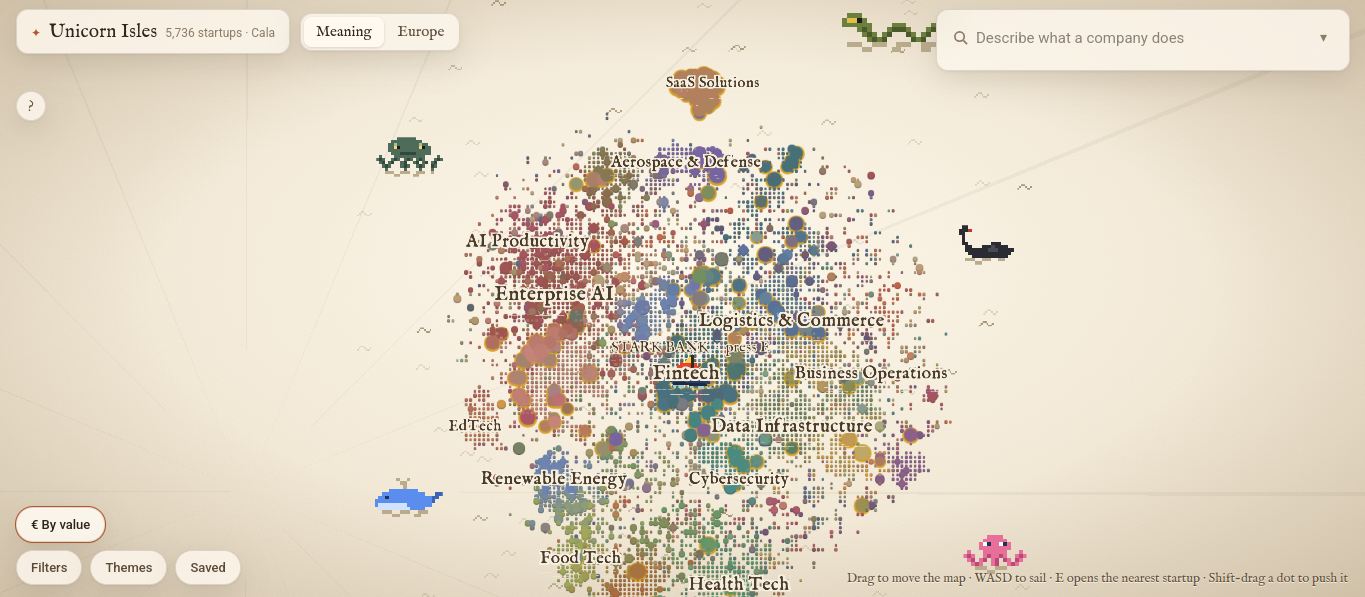 ✦ Unicorn Isles 5,736 startups · Cala
Meaning Europe
Describe what a company does
?
SaaS Solutions
Aerospace & Defense
AI Productivity
Enterprise AI
Logistics & Commerce
STARK BANK press E
Fintech
Business Operations
EdTech
Data Infrastructure
Renewable Energy
Cybersecurity
€ By value
Food Tech
Health Tech
Filters Themes Saved
Drag to move the map · WASD to sail · E opens the nearest startup · Shift-drag a dot to push it